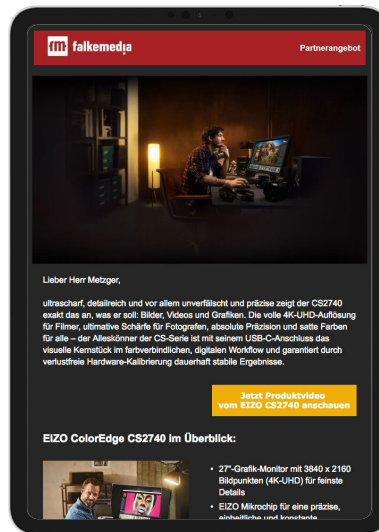 falkemedia
Partnerangebot
Lieber Herr Metzger,
ultrascharf, detailreich und vor allem unverfälscht und präzise zeigt der CS2740
exakt das an, was er soll: Bilder, Videos und Grafiken. Die volle 4K-UHD-Auflösung
für Filmer, ultimative Schärfe für Fotografen, absolute Präzision und satte Farben
für alle – der Alleskönner der CS-Serie ist mit seinem USB-C-Anschluss das
visuelle Kernstück im farbverbindlichen, digitalen Workflow und garantiert durch
verlustfreie Hardware-Kalibrierung dauerhaft stabile Ergebnisse.
Jetzt Produktvideo
vom EIZO CS2740 anschauen
EIZO ColorEdge CS2740 im Überblick:
• 27"-Grafik-Monitor mit 3840 x 2160
Bildpunkten (4K-UHD) für feinste
Details
• EIZO Mikrochip für eine präzise,
einheitliche und konstante